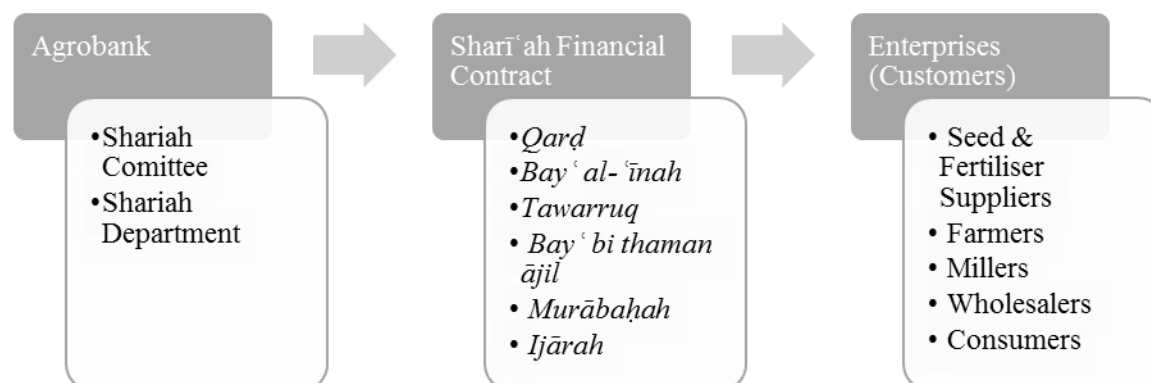 Agrobank
•Shariah
Comittee
•Shariah
Department
Sharīʿah Financial
Contract
•Qarḍ
•Bayʿ al- ʿīnah
•Tawarruq
• Bayʿ bi thaman
ājil
• Murābaḥah
• Ijārah
Enterprises
(Customers)
• Seed &
Fertiliser
Suppliers
• Farmers
• Millers
• Wholesalers
• Consumers